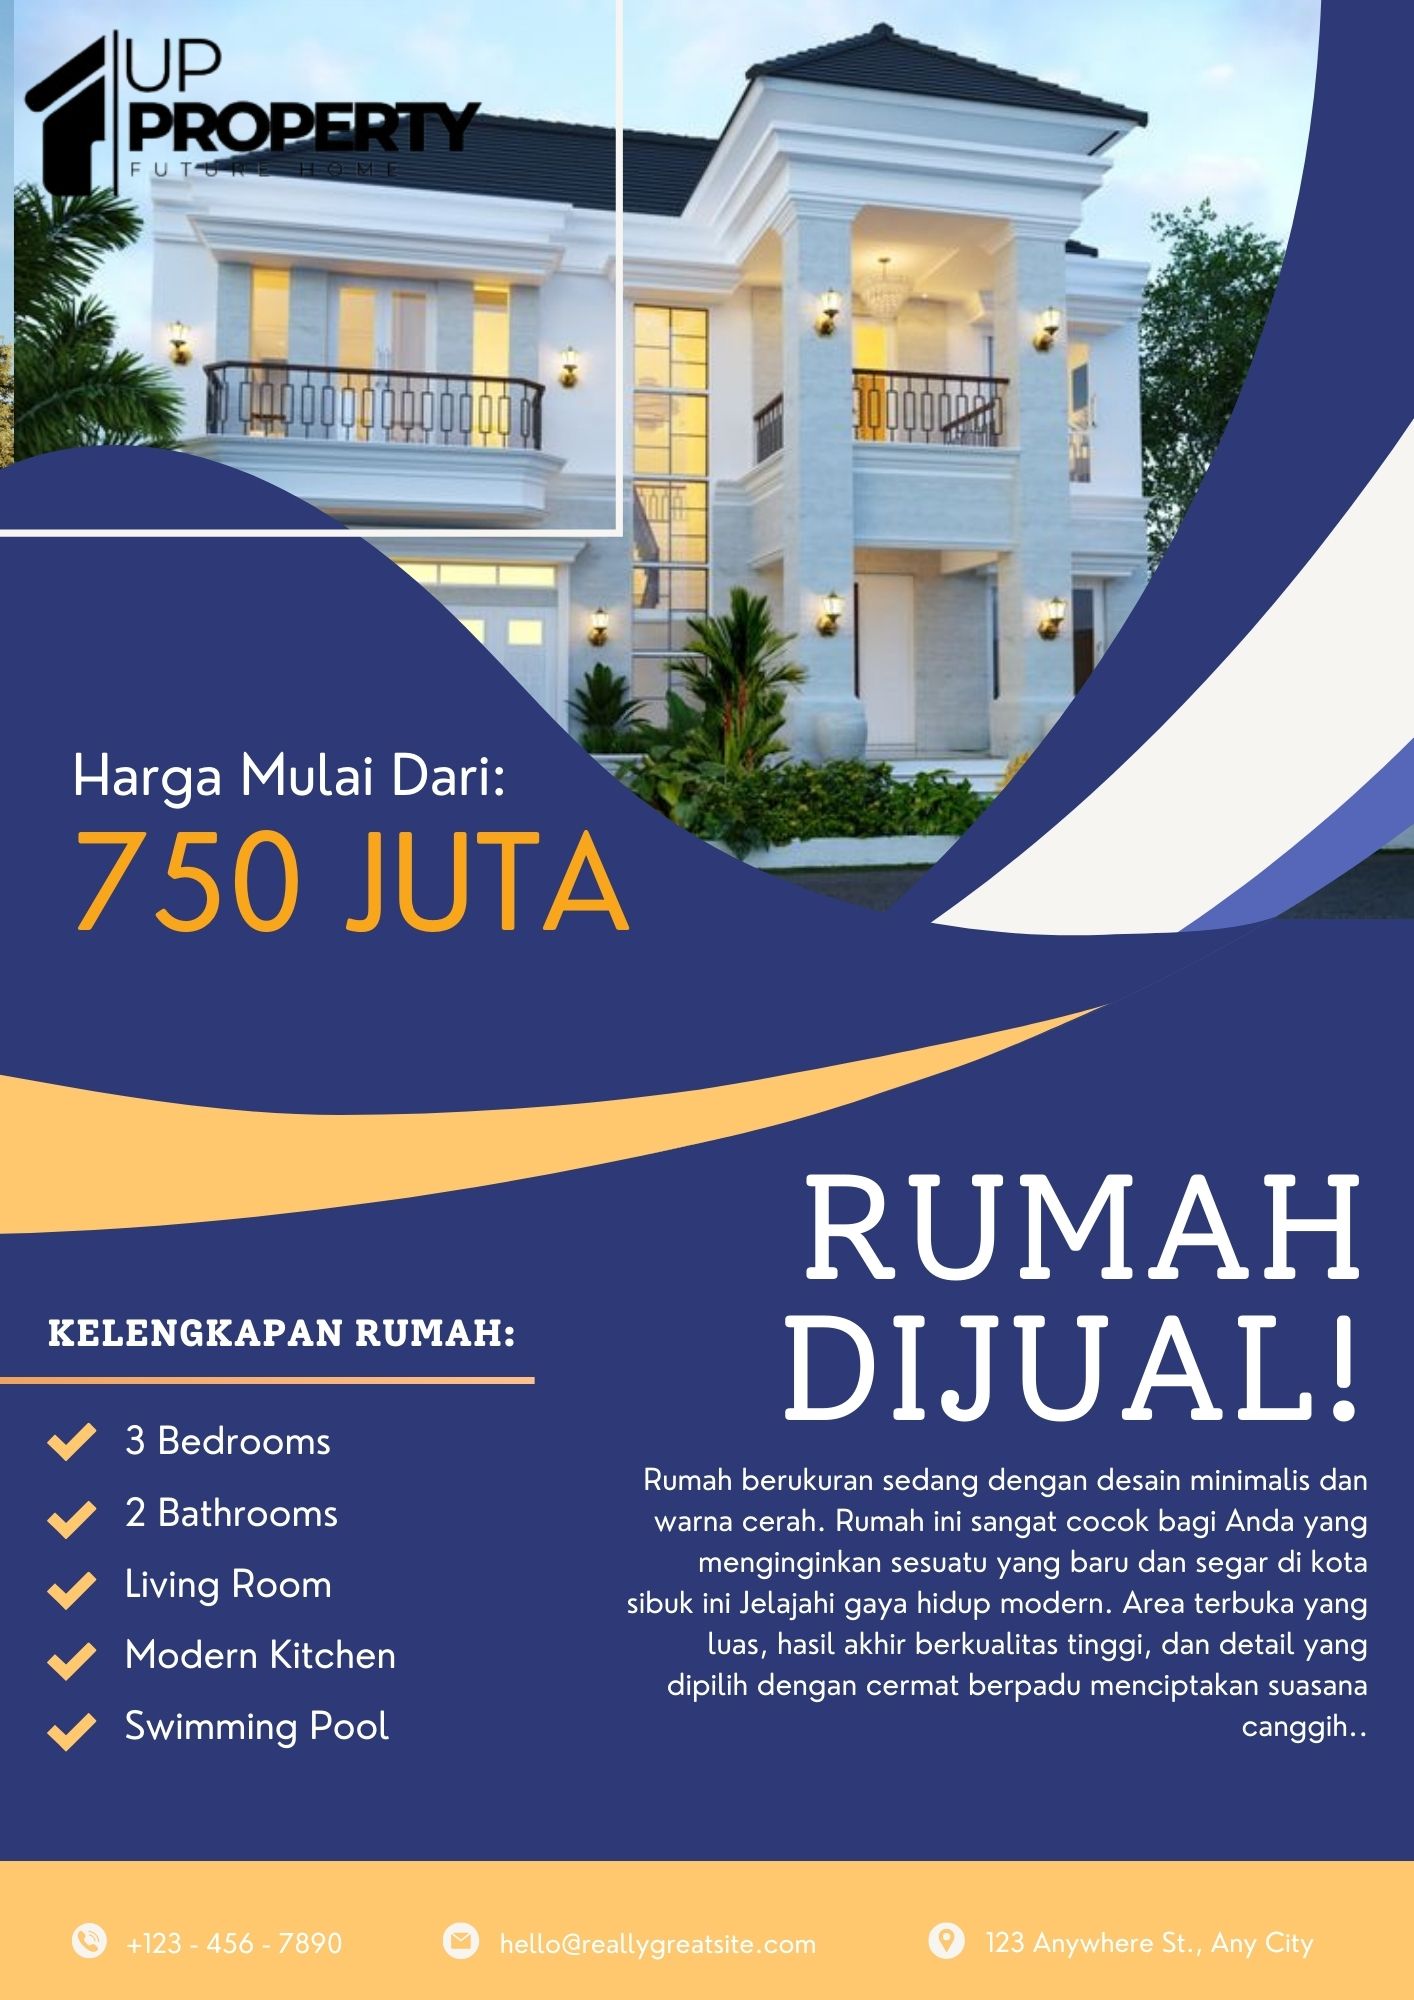 UP
PROPERTY
FUTURE HOME
Harga Mulai Dari:
750 JUTA
RUMAH
DIJUAL!
KELENGKAPAN RUMAH:
3 Bedrooms
2 Bathrooms
Living Room
Modern Kitchen
Swimming Pool
Rumah berukuran sedang dengan desain minimalis dan
warna cerah. Rumah ini sangat cocok bagi Anda yang
menginginkan sesuatu yang baru dan segar di kota
sibuk ini Jelajahi gaya hidup modern. Area terbuka yang
luas, hasil akhir berkualitas tinggi, dan detail yang
dipilih dengan cermat berpadu menciptakan suasana
canggih..
+123 - 456 - 7890
hello@reallygreatsite.com
123 Anywhere St., Any City